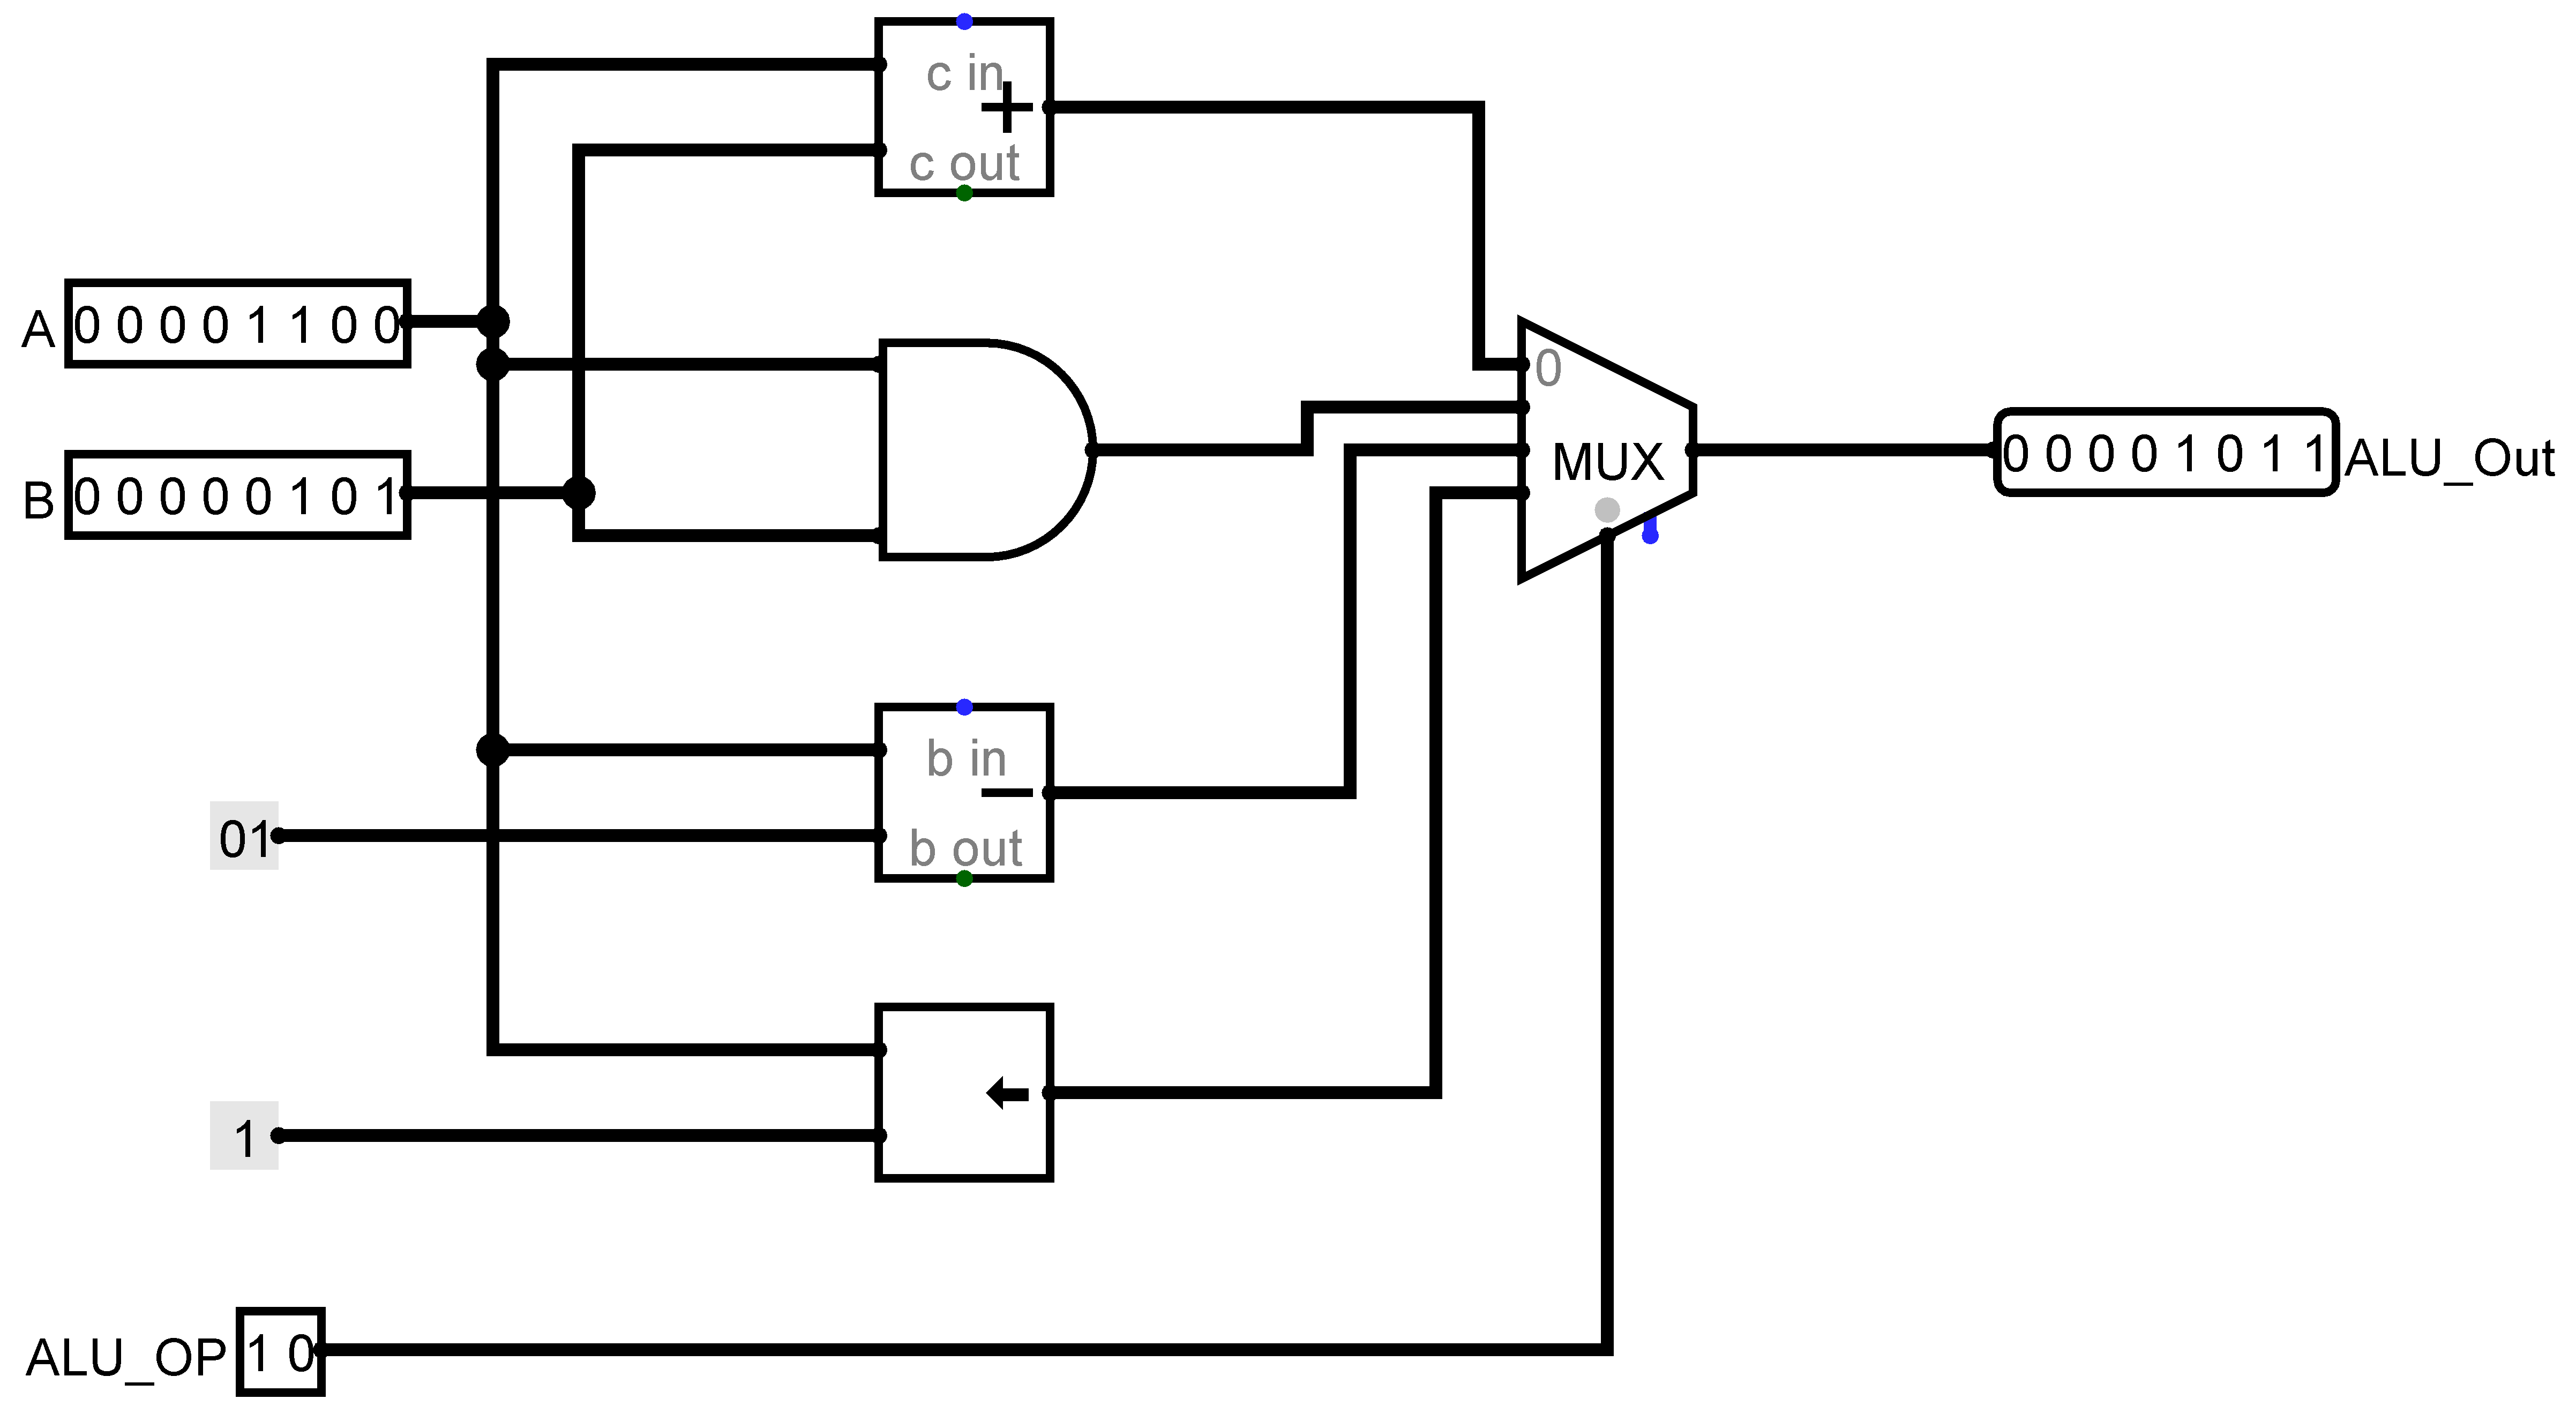 c in
+
c out
A 0 0 0 0 1 1 0 0
0
B 0 0 0 0 0 1 0 1
MUX
0 0 0 0 1 0 1 1 ALU_Out
b in
01
b out
1
ALU_OP 1 0